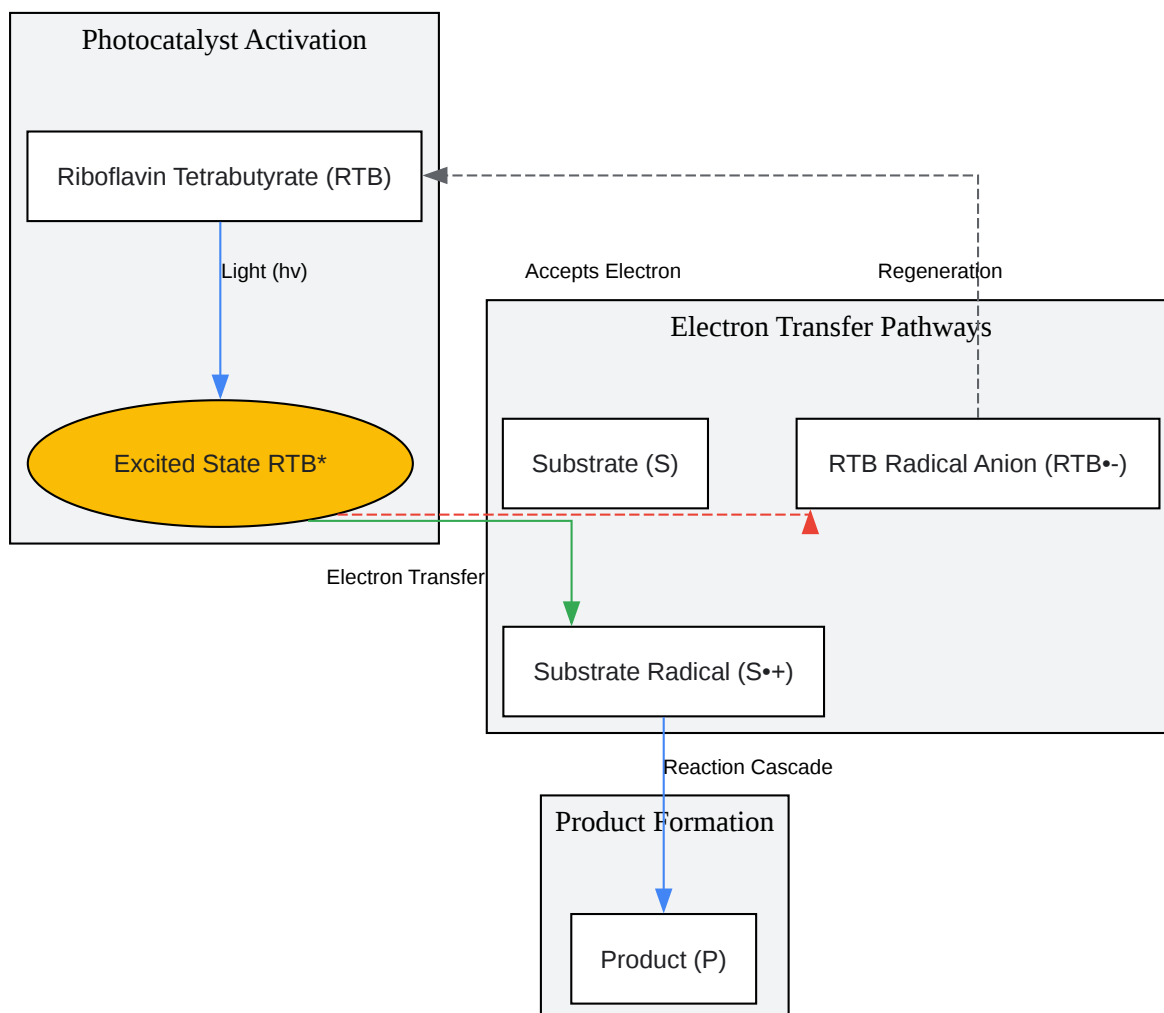 Photocatalyst Activation
Riboflavin Tetrabutyrate (RTB)
Light (hv)
Accepts Electron
Regeneration
Electron Transfer Pathways
Excited State RTB*
Substrate (S)
RTB Radical Anion (RTB•-)
Electron Transfer
Substrate Radical (S•+)
Reaction Cascade
Product Formation
Product (P)